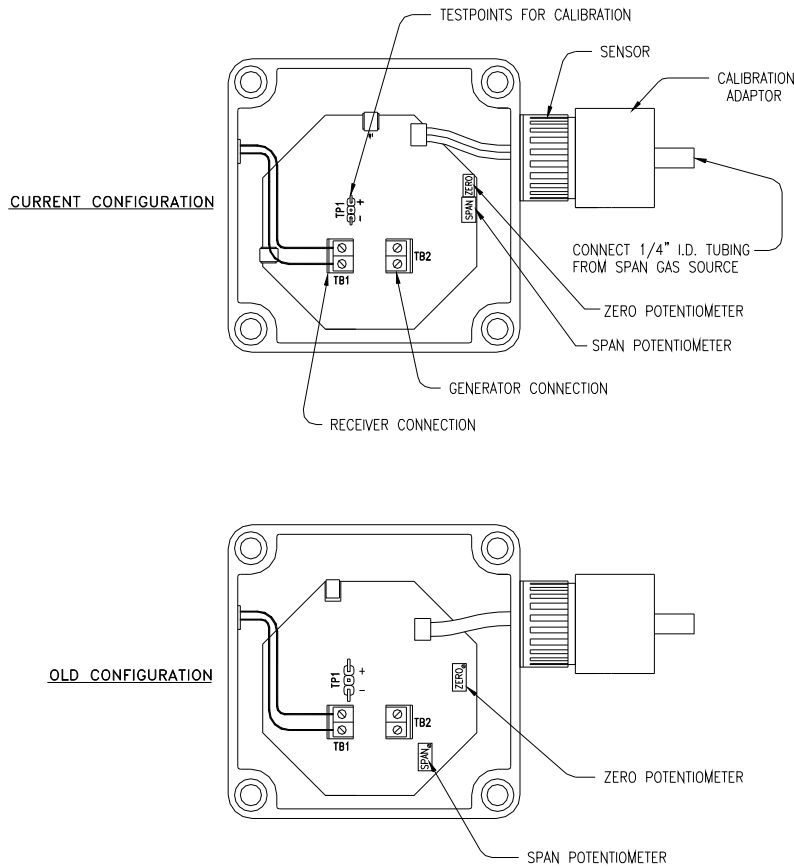 TESTPOINTS FOR CALIBRATION
SENSOR
CALIBRATION
ADAPTOR
CURRENT CONFIGURATION
TP1
+
-
ZERO
SPAN
TB1
TB2
CONNECT 1/4" I.D. TUBING
FROM SPAN GAS SOURCE
ZERO POTENTIOMETER
SPAN POTENTIOMETER
GENERATOR CONNECTION
RECEIVER CONNECTION
OLD CONFIGURATION
TP1
+
-
ZERO
TB1
TB2
SPAN
ZERO POTENTIOMETER
SPAN POTENTIOMETER